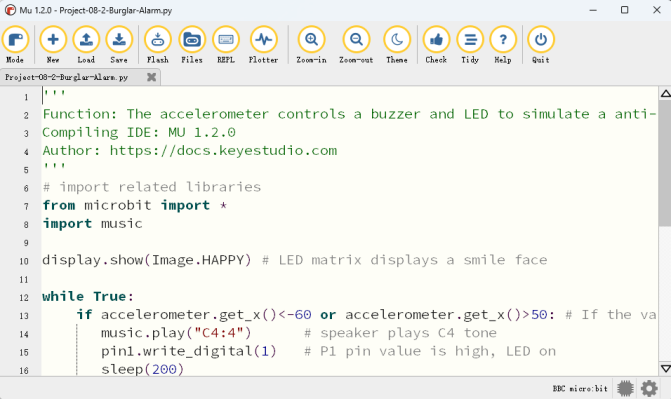 Mu 1.2.0 - Project-08-2-Burglar-Alarm.py
Mode New Load Save Flash Files REPL Plotter Zoom-in Zoom-out Theme Check Tidy Help Quit
Project-08-2-Burglar-Alarm.py
1 '''
2 Function: The accelerometer controls a buzzer and LED to simulate a anti-
3 Compiling IDE: MU 1.2.0
4 Author: https://docs.keyestudio.com
5 '''
6 # import related libraries
7 from microbit import *
8 import music
9
10 display.show(Image.HAPPY) # LED matrix displays a smile face
11
12 while True:
13     if accelerometer.get_x()<-60 or accelerometer.get_x()>50: # If the va
14        music.play("C4:4")      # speaker plays C4 tone
15        pin1.write_digital(1)   # P1 pin value is high, LED on
16        sleep(200)
BBC micro:bit